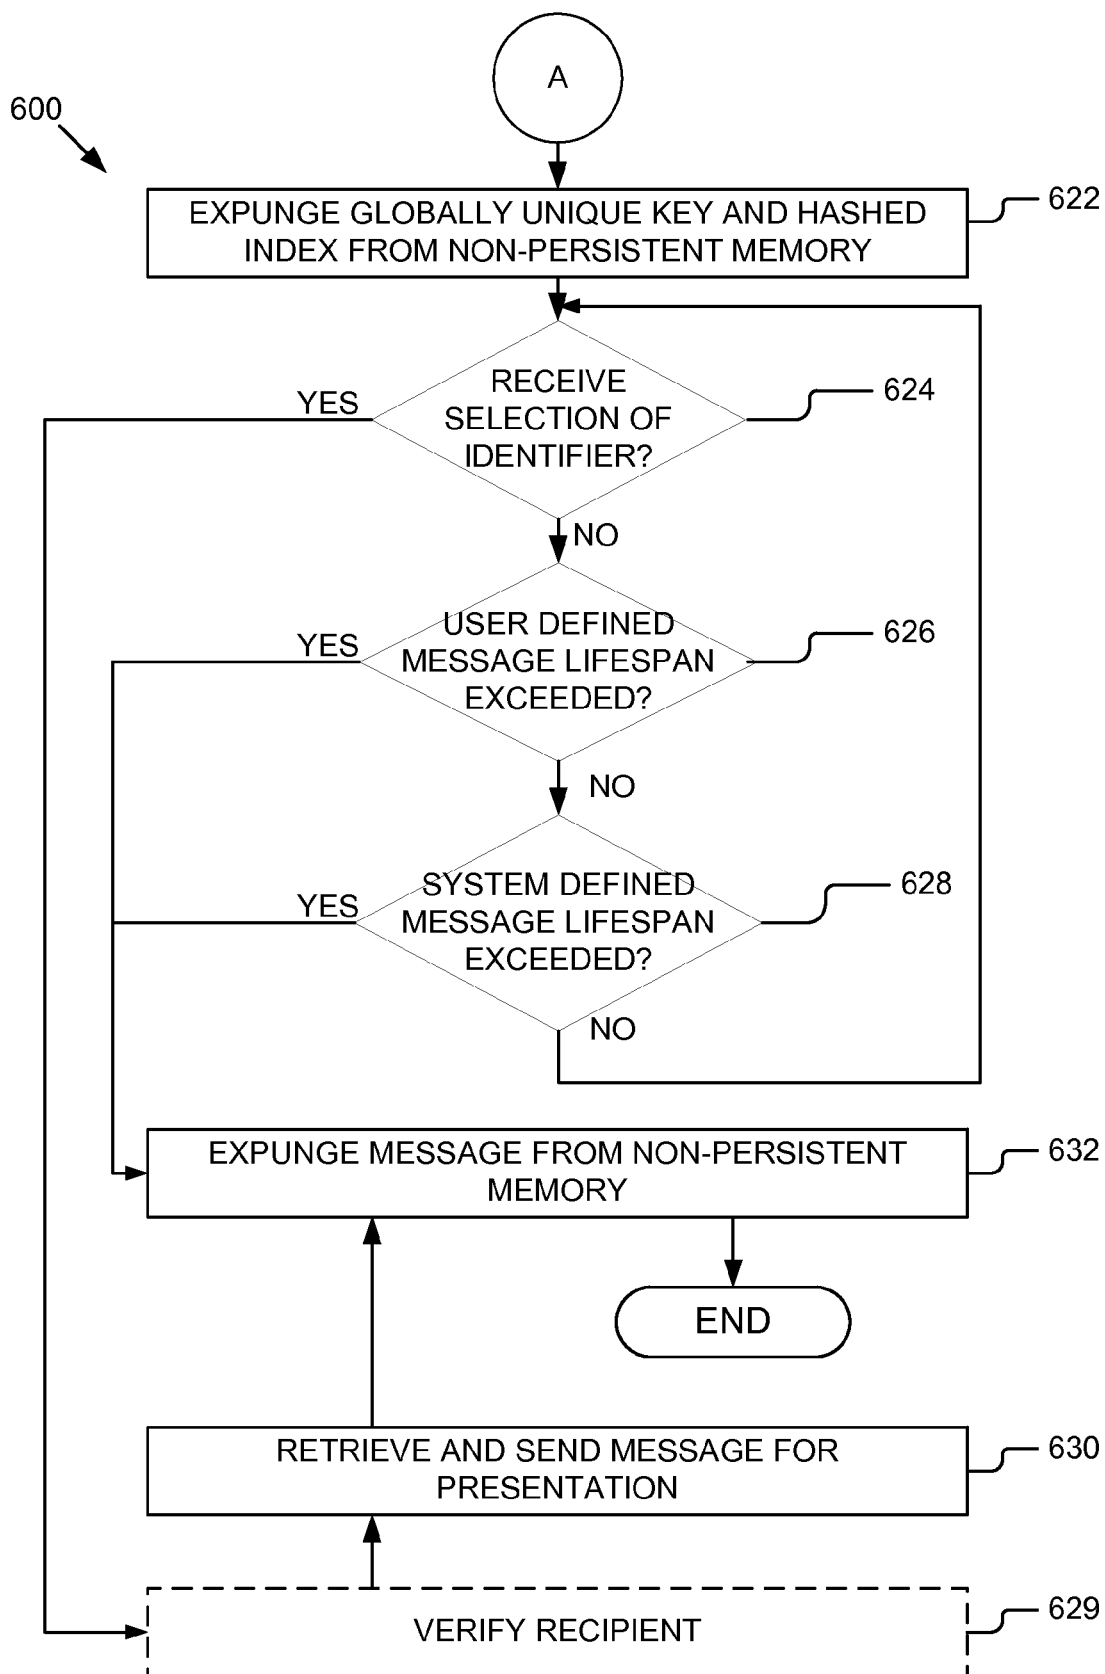 A
600
EXPUNGE GLOBALLY UNIQUE KEY AND HASHED
INDEX FROM NON-PERSISTENT MEMORY
622
RECEIVE
SELECTION OF
IDENTIFIER?
YES
624
NO
USER DEFINED
MESSAGE LIFESPAN
EXCEEDED?
YES
626
NO
SYSTEM DEFINED
MESSAGE LIFESPAN
EXCEEDED?
YES
628
NO
EXPUNGE MESSAGE FROM NON-PERSISTENT
MEMORY
632
END
RETRIEVE AND SEND MESSAGE FOR
PRESENTATION
630
VERIFY RECIPIENT
629